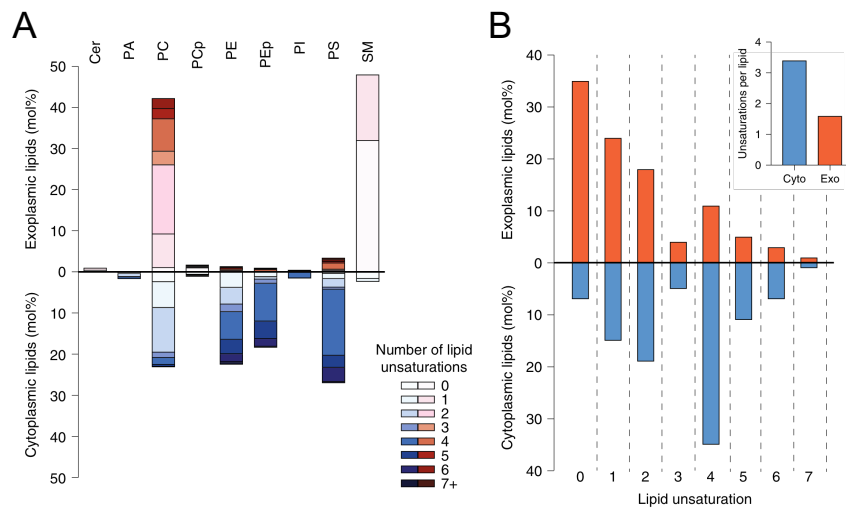 A
Cer PA PC PCp PE PEp PI PS SM
Exoplasmic lipids (mol%)
50
40
30
20
10
0
10
20
30
40
50
Cytoplasmic lipids (mol%)
Number of lipid
unsaturations
0
1
2
3
4
5
6
7+
B
Exoplasmic lipids (mol%)
40
30
20
10
0
10
20
30
40
Cytoplasmic lipids (mol%)
0 1 2 3 4 5 6 7
Lipid unsaturation
Unsaturations per lipid
4
3
2
1
0
Cyto Exo